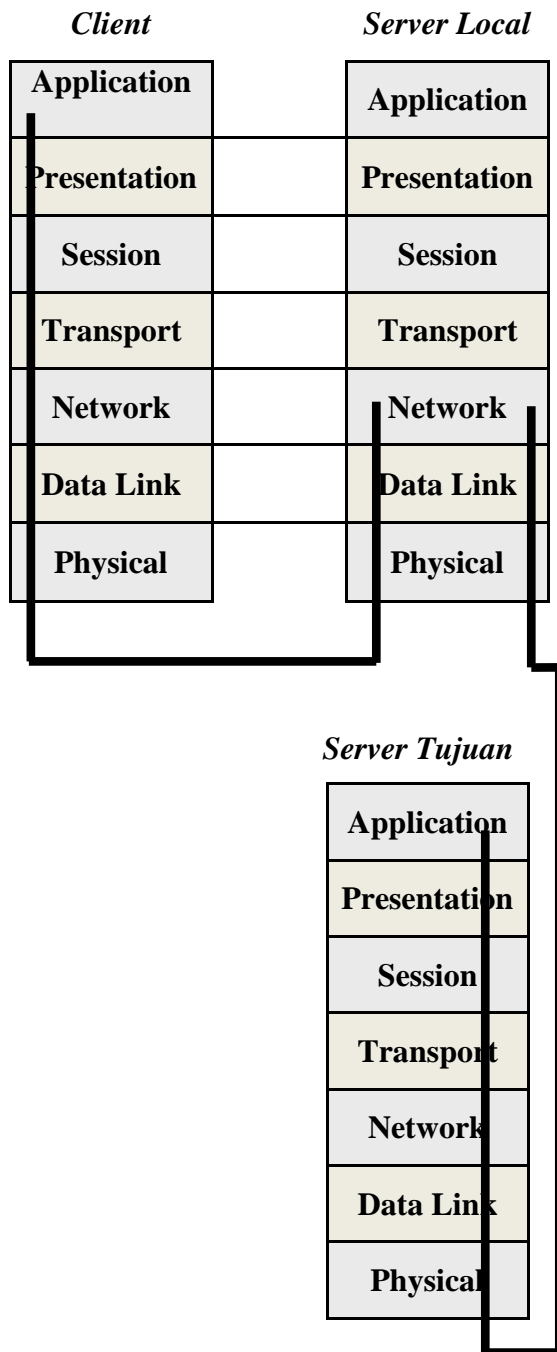 Client
Server Local
Application
Application
Presentation
Presentation
Session
Session
Transport
Transport
Network
Network
Data Link
Data Link
Physical
Physical
Server Tujuan
Application
Presentation
Session
Transport
Network
Data Link
Physical